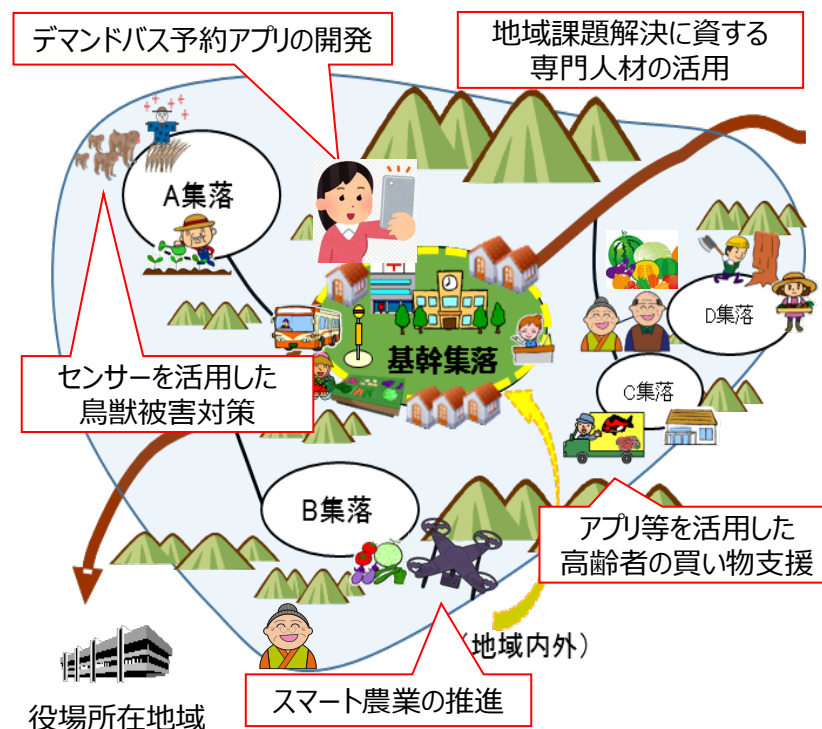 デマンドバス予約アプリの開発
地域課題解決に資する
専門人材の活用
A集落
D集落
基幹集落
C集落
センサーを活用した
鳥獣被害対策
B集落
アプリ等を活用した
高齢者の買い物支援
(地域内外)
スマート農業の推進
役場所在地域